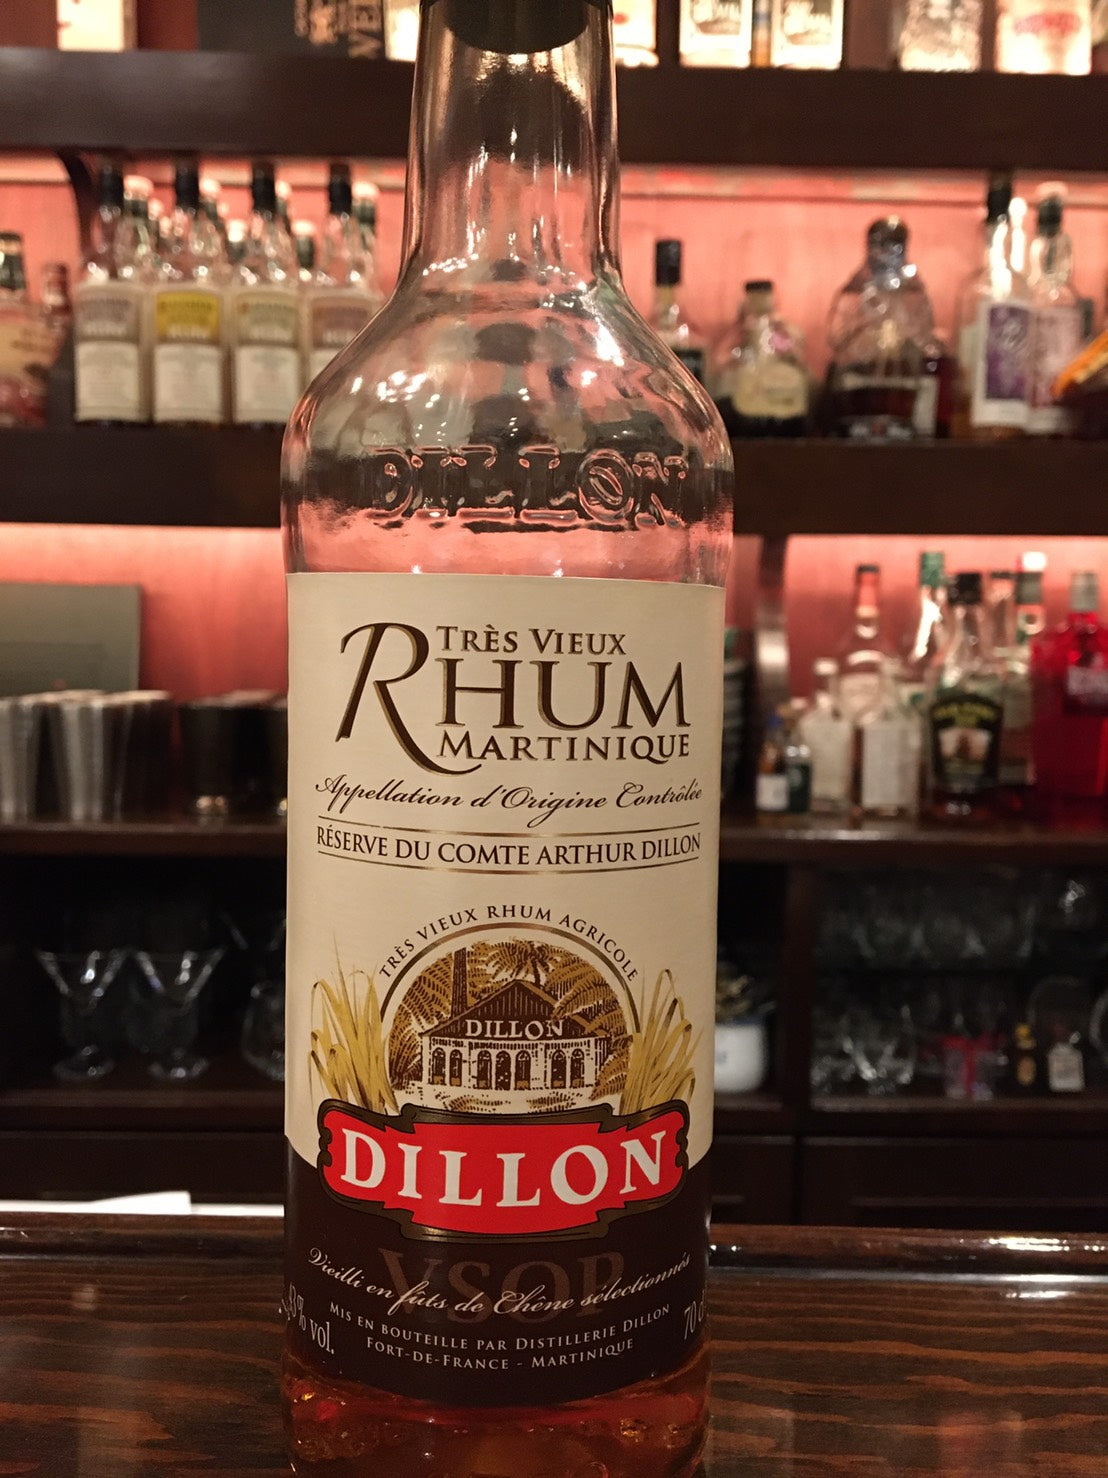 DILLON
TRÈS VIEUX
RHUM
MARTINIQUE
Appellation d'Origine Contrôlée
RÉSERVE DU COMTE ARTHUR DILLON
TRÈS VIEUX RHUM AGRICOLE
DILLON
DILLON
VSOP
Vieilli en fûts de Chêne sélectionnés
MIS EN BOUTEILLE PAR DISTILLERIE DILLON
FORT-DE-FRANCE - MARTINIQUE
% vol.
70